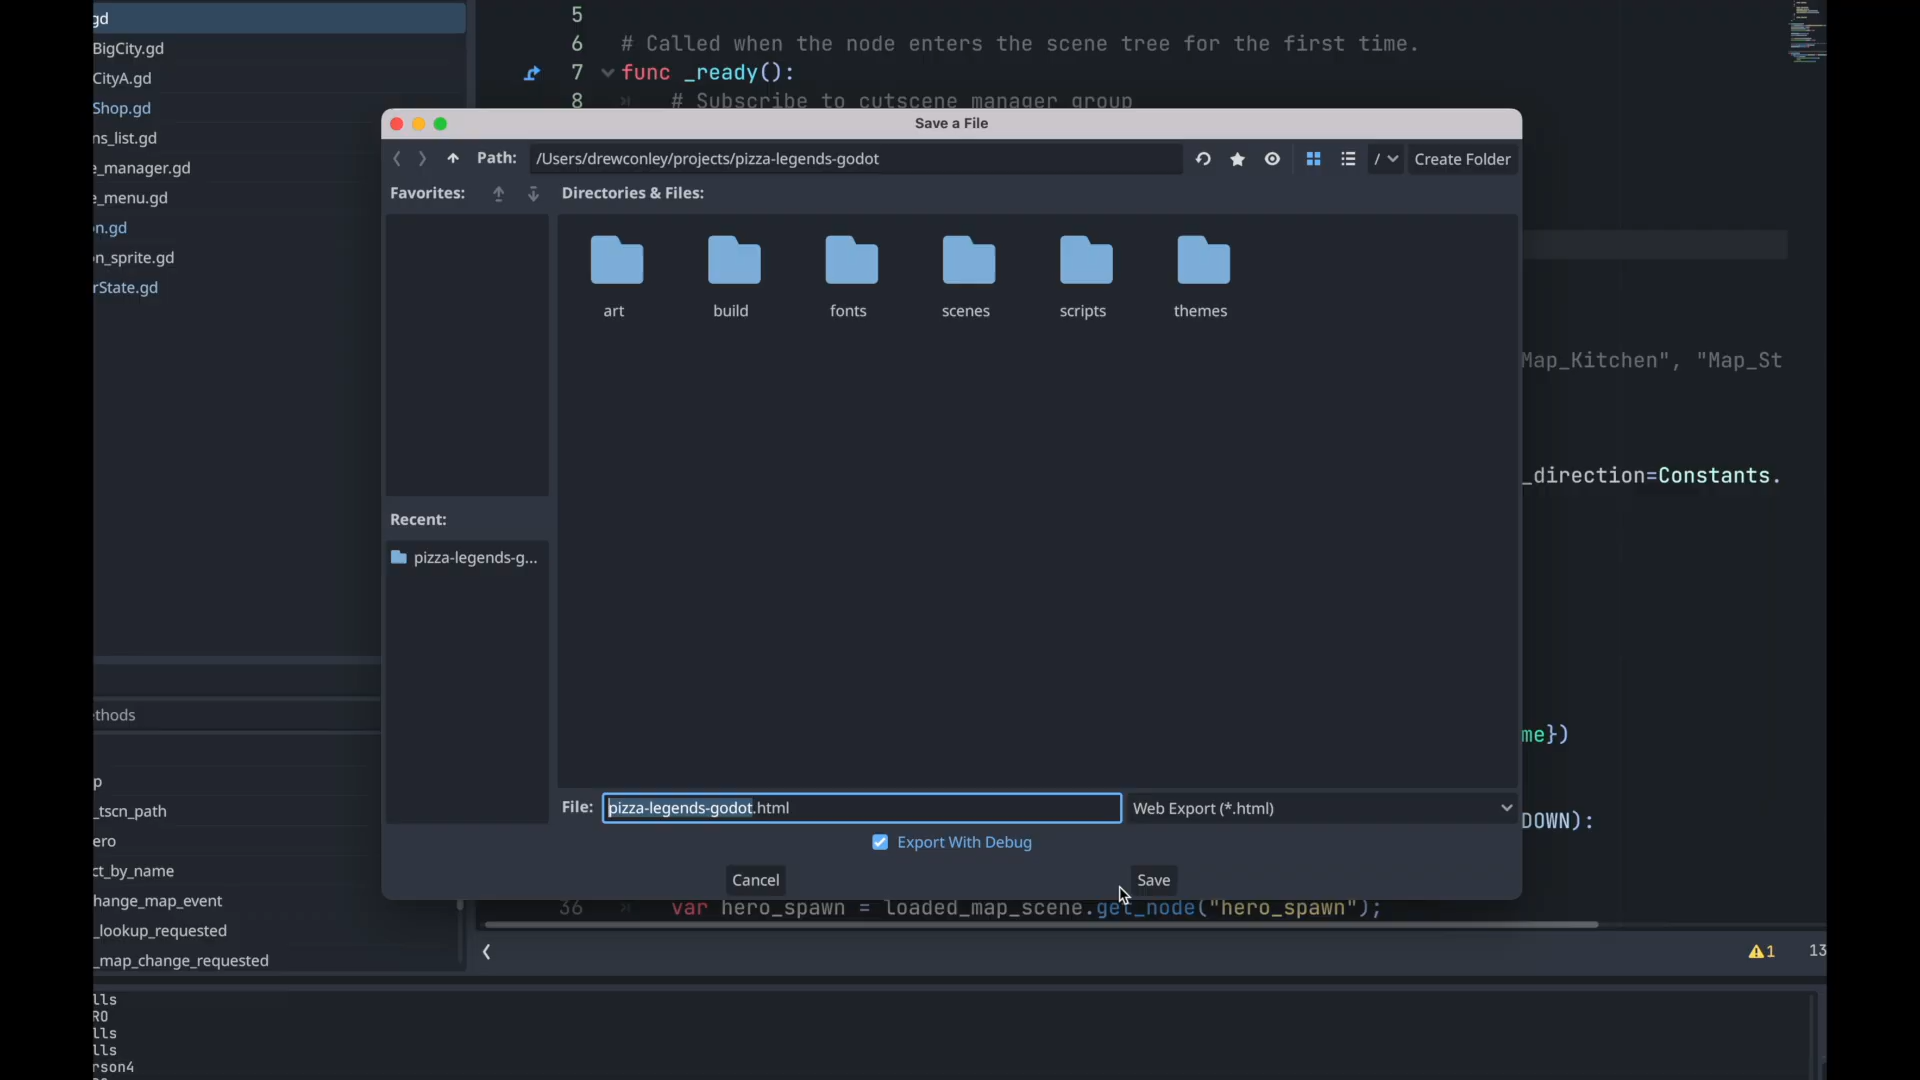 gd
BigCity.gd
CityA.gd
Shop.gd
ns_list.gd
e_manager.gd
e_menu.gd
on.gd
on_sprite.gd
rState.gd
ethods
p
_tscn_path
ero
ct_by_name
hange_map_event
_lookup_requested
_map_change_requested
5
6 # Called when the node enters the scene tree for the first time.
7 func _ready():
8 # Subscribe to cutscene manager group
Save a File
Path: /Users/drewconley/projects/pizza-legends-godot / Create Folder
Favorites: Directories & Files:
art build fonts scenes scripts themes
Recent:
pizza-legends-g...
File: pizza-legends-godot.html Web Export (*.html)
Export With Debug
Cancel Save
Map_Kitchen", "Map_St
_direction=Constants.
me})
DOWN):
36 var hero_spawn = loaded_map_scene.get_node("hero_spawn");
1 13
lls
RO
lls
lls
rson4